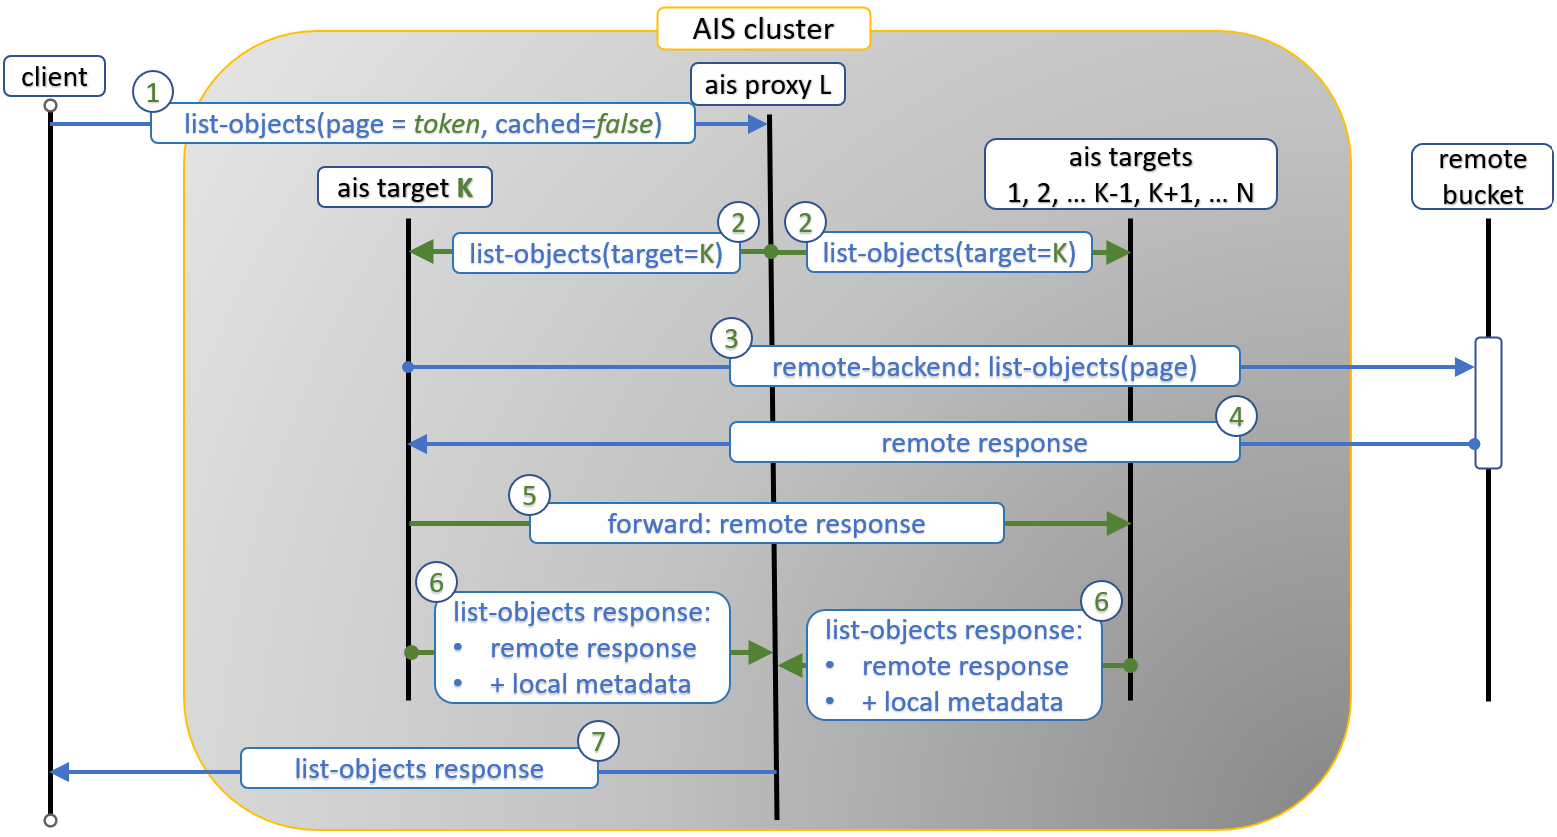 AIS cluster
client
ais proxy L
1
list-objects(page = token, cached=false)
ais target K
ais targets
1, 2, ... K-1, K+1, ... N
remote
bucket
2
list-objects(target=K)
2
list-objects(target=K)
3
remote-backend: list-objects(page)
4
remote response
5
forward: remote response
6
list-objects response:
• remote response
• + local metadata
6
list-objects response:
• remote response
• + local metadata
7
list-objects response